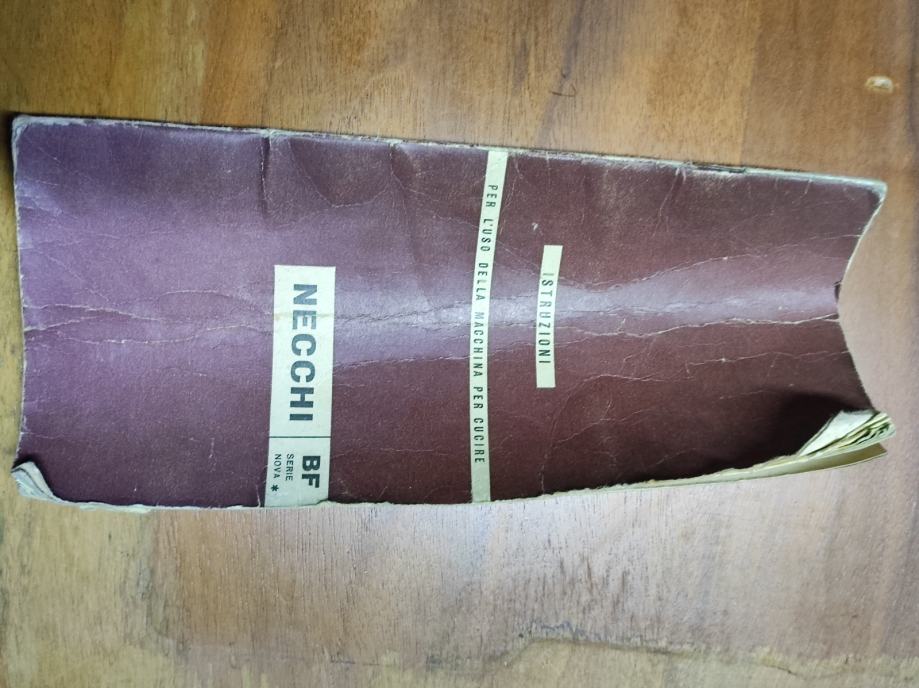 ISTRUZIONI
PER L'USO DELLA MACCHINA PER CUCIRE
NECCHI BF
SERIE
NOVA *